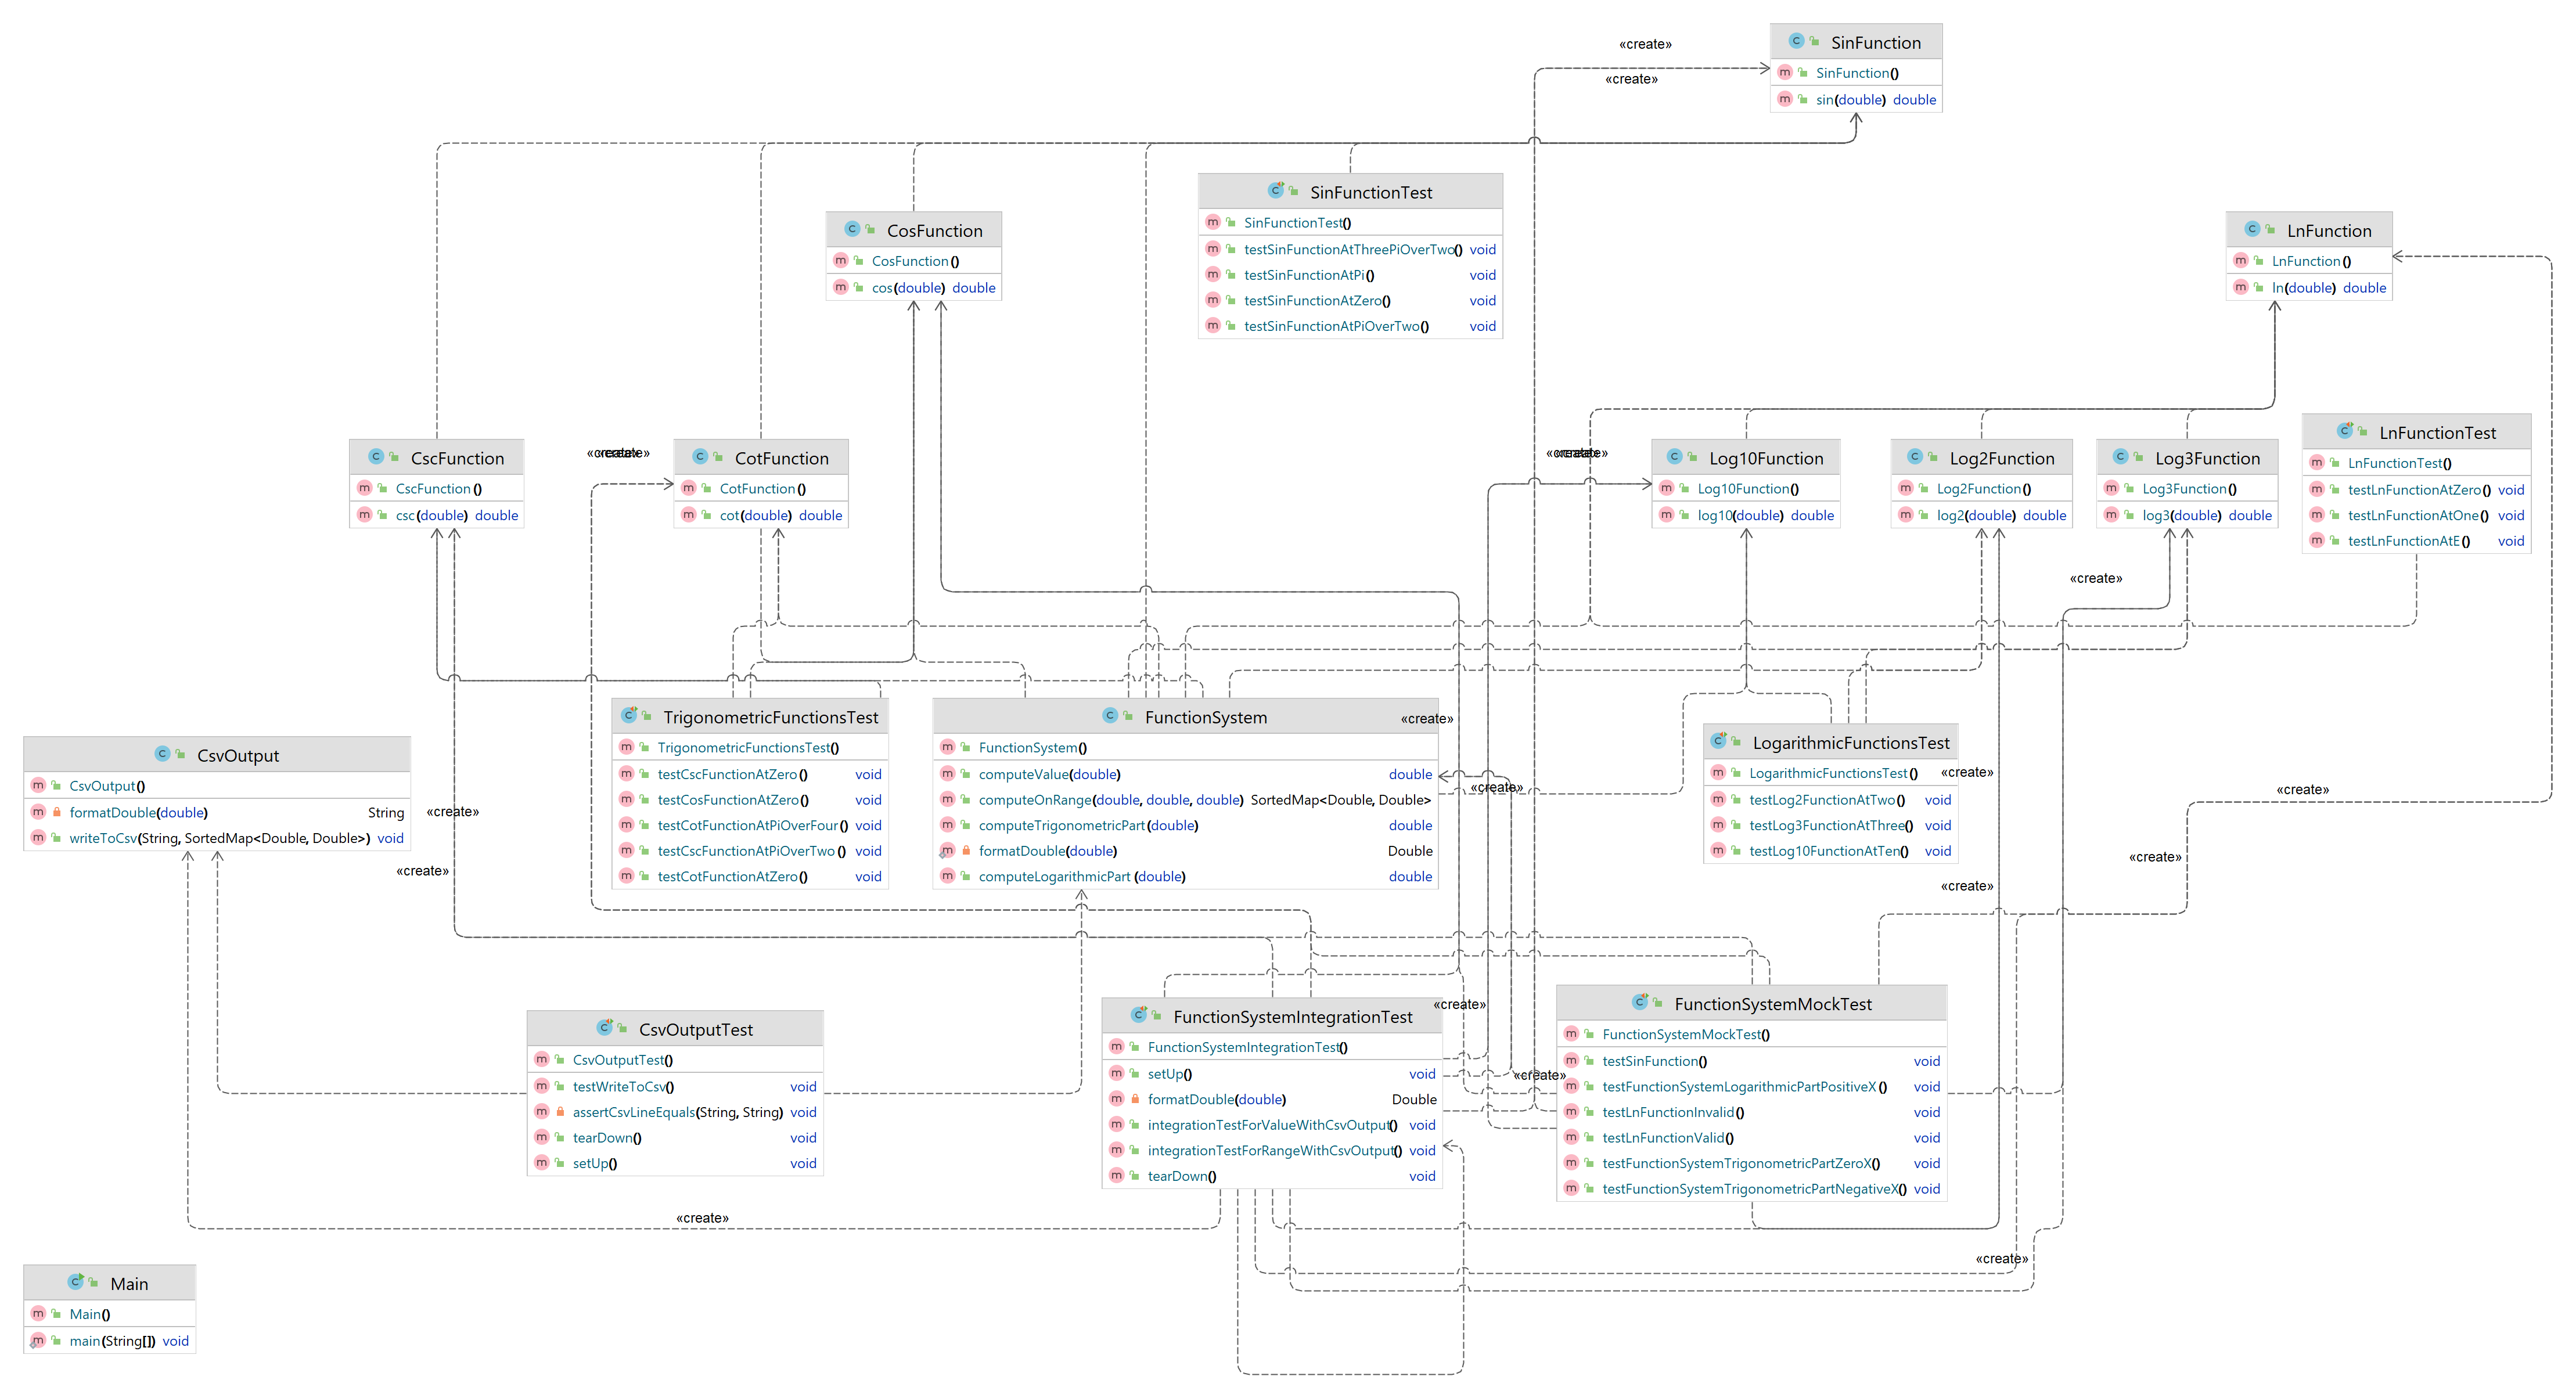 «create»
«create»
SinFunction
SinFunction()
sin(double) double
SinFunctionTest
SinFunctionTest()
testSinFunctionAtThreePiOverTwo() void
testSinFunctionAtPi() void
testSinFunctionAtZero() void
testSinFunctionAtPiOverTwo() void
CosFunction
CosFunction()
cos(double) double
LnFunction
LnFunction()
ln(double) double
CscFunction
CscFunction()
csc(double) double
CotFunction
CotFunction()
cot(double) double
Log10Function
Log10Function()
log10(double) double
Log2Function
Log2Function()
log2(double) double
Log3Function
Log3Function()
log3(double) double
LnFunctionTest
LnFunctionTest()
testLnFunctionAtZero() void
testLnFunctionAtOne() void
testLnFunctionAtE() void
«create»
TrigonometricFunctionsTest
TrigonometricFunctionsTest()
testCscFunctionAtZero() void
testCosFunctionAtZero() void
testCotFunctionAtPiOverFour() void
testCscFunctionAtPiOverTwo() void
testCotFunctionAtZero() void
FunctionSystem
FunctionSystem()
computeValue(double) double
computeOnRange(double, double, double) SortedMap<Double, Double>
computeTrigonometricPart(double) double
formatDouble(double) Double
computeLogarithmicPart(double) double
«create»
«create»
LogarithmicFunctionsTest
LogarithmicFunctionsTest()
testLog2FunctionAtTwo() void
testLog3FunctionAtThree() void
testLog10FunctionAtTen() void
«create»
«create»
«create»
«create»
CsvOutput
CsvOutput()
formatDouble(double) String
writeToCsv(String, SortedMap<Double, Double>) void
«create»
«create»
CsvOutputTest
CsvOutputTest()
testWriteToCsv() void
assertCsvLineEquals(String, String) void
tearDown() void
setUp() void
FunctionSystemIntegrationTest
FunctionSystemIntegrationTest()
setUp() void
formatDouble(double) Double
integrationTestForValueWithCsvOutput() void
integrationTestForRangeWithCsvOutput() void
tearDown() void
«create»
«create»
FunctionSystemMockTest
FunctionSystemMockTest()
testSinFunction() void
testFunctionSystemLogarithmicPartPositiveX() void
testLnFunctionInvalid() void
testLnFunctionValid() void
testFunctionSystemTrigonometricPartZeroX() void
testFunctionSystemTrigonometricPartNegativeX() void
«create»
«create»
Main
Main()
main(String[]) void